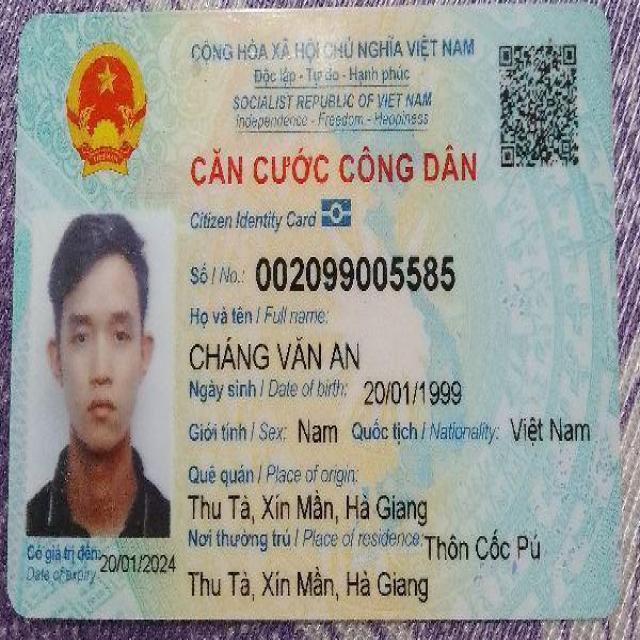 CỘNG HÒA XÃ HỘI CHỦ NGHĨA VIỆT NAM
Độc lập - Tự do - Hạnh phúc
SOCIALIST REPUBLIC OF VIET NAM
Independence - Freedom - Happiness
CĂN CƯỚC CÔNG DÂN
Citizen Identity Card
Số / No.: 002099005585
Họ và tên / Full name:
CHÁNG VĂN AN
Ngày sinh / Date of birth: 20/01/1999
Giới tính / Sex: Nam Quốc tịch / Nationality: Việt Nam
Quê quán / Place of origin:
Thu Tà, Xín Mần, Hà Giang
Nơi thường trú / Place of residence: Thôn Cốc Pú
Thu Tà, Xín Mần, Hà Giang
Có giá trị đến: 20/01/2024
Date of expiry